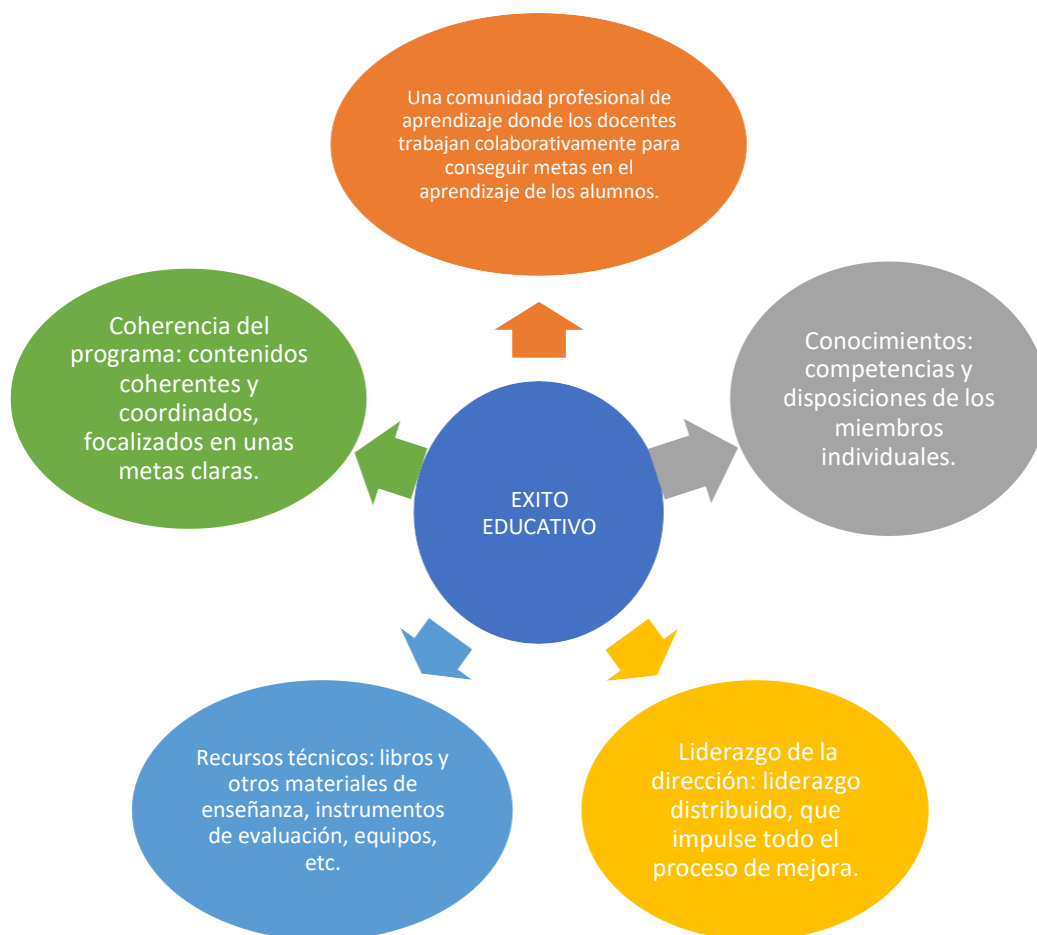 Una comunidad profesional de
aprendizaje donde los docentes
trabajan colaborativamente para
conseguir metas en el
aprendizaje de los alumnos.
Conocimientos:
competencias y
disposiciones de los
miembros
individuales.
Liderazgo de la
dirección: liderazgo
distribuido, que
impulse todo el
proceso de mejora.
Recursos técnicos: libros y
otros materiales de
enseñanza, instrumentos
de evaluación, equipos,
etc.
Coherencia del
programa: contenidos
coherentes y
coordinados,
focalizados en unas
metas claras.
EXITO
EDUCATIVO